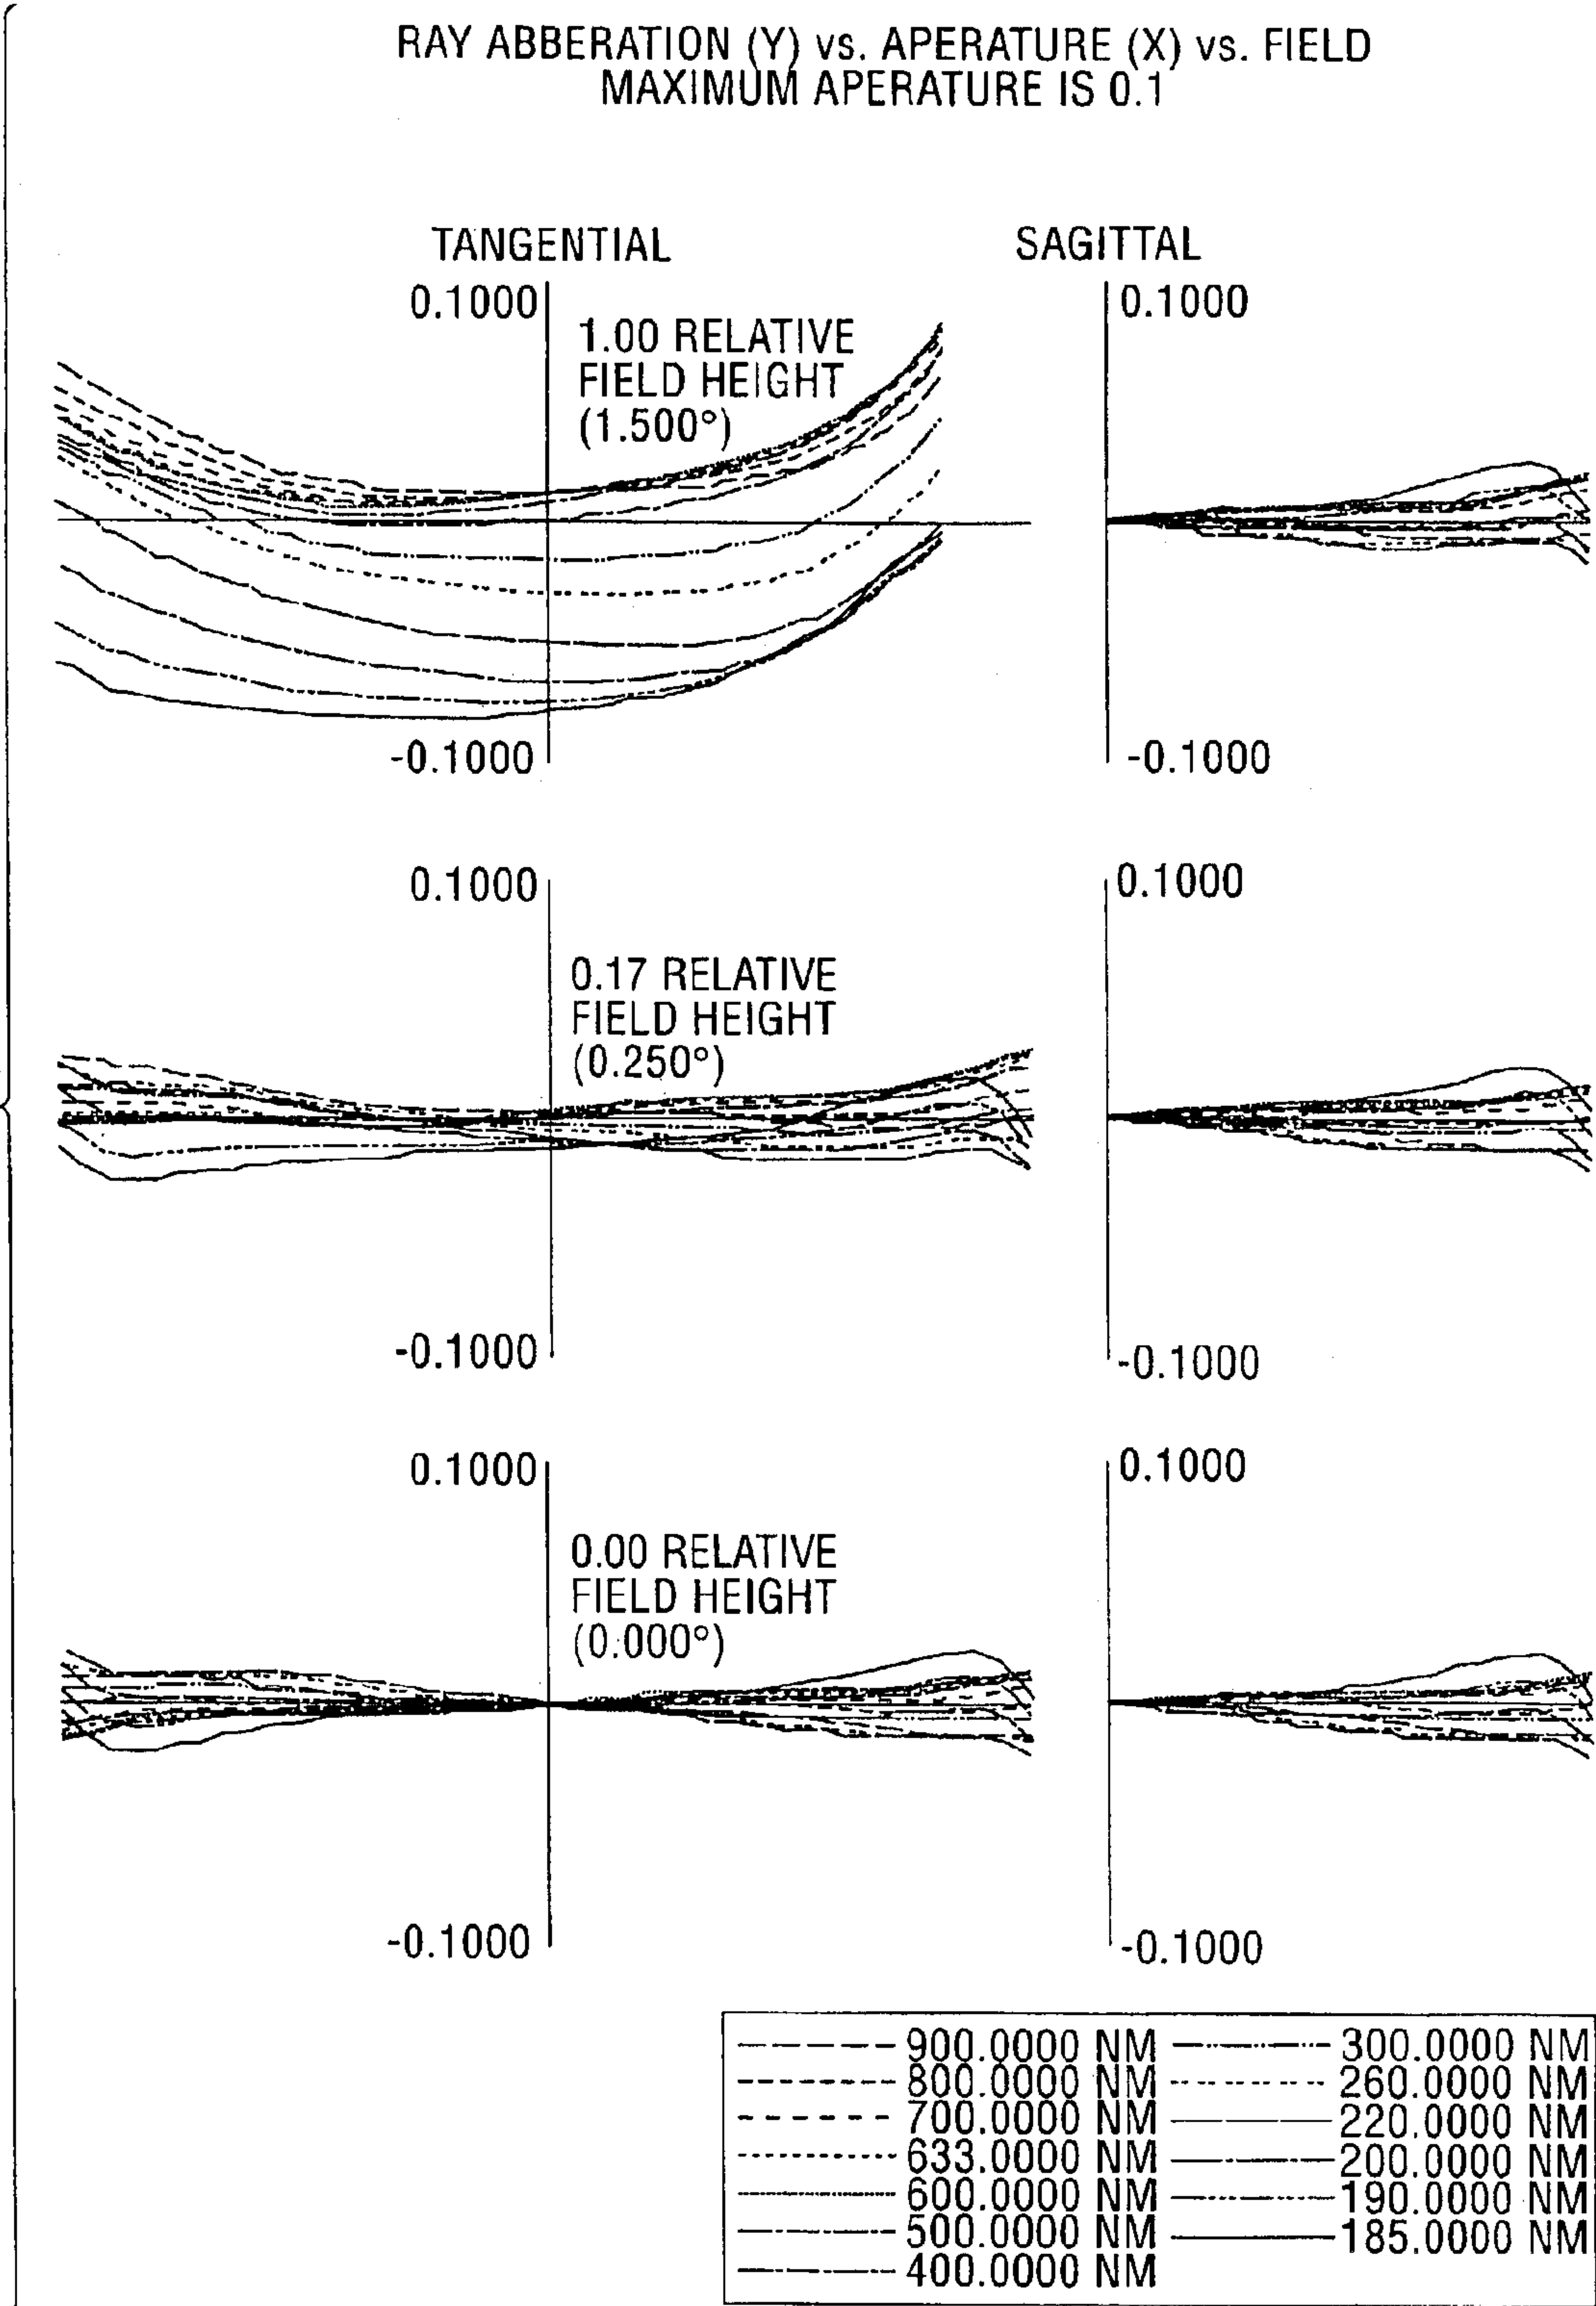 RAY ABBERATION (Y) vs. APERATURE (X) vs. FIELD
MAXIMUM APERATURE IS 0.1
TANGENTIAL
SAGITTAL
0.1000
1.00 RELATIVE
FIELD HEIGHT
(1.500°)
-0.1000
0.1000
-0.1000
0.1000
0.17 RELATIVE
FIELD HEIGHT
(0.250°)
-0.1000
0.1000
-0.1000
0.1000
0.00 RELATIVE
FIELD HEIGHT
(0.000°)
-0.1000
0.1000
-0.1000
900.0000 NM
800.0000 NM
700.0000 NM
633.0000 NM
600.0000 NM
500.0000 NM
400.0000 NM
300.0000 NM
260.0000 NM
220.0000 NM
200.0000 NM
190.0000 NM
185.0000 NM